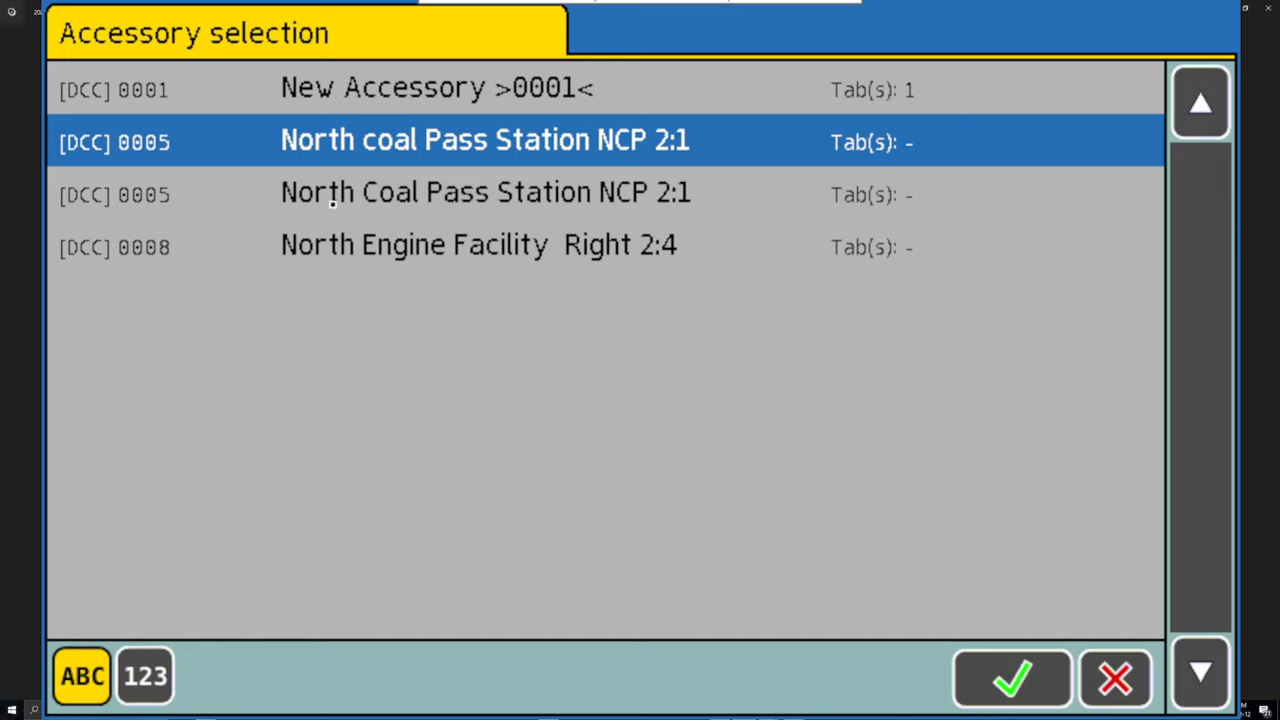 Accessory selection
[DCC] 0001 New Accessory >0001< Tab(s): 1
[DCC] 0005 North coal Pass Station NCP 2:1 Tab(s): -
[DCC] 0005 North Coal Pass Station NCP 2:1 Tab(s): -
[DCC] 0008 North Engine Facility  Right 2:4 Tab(s): -
ABC 123